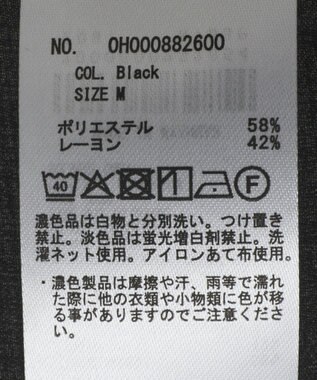 NO. 0H000882600
COL. Black
SIZE M
ポリエステル 58%
レーヨン 42%
40
F
濃色品は白物と分別洗い。つけ置き
禁止。淡色品は蛍光増白剤禁止。洗
濯ネット使用。アイロンあて布使用。
・濃色製品は摩擦や汗、雨等で濡れ
た際に他の衣類や小物類に色が移
る事がありますのでご注意くださ
い。